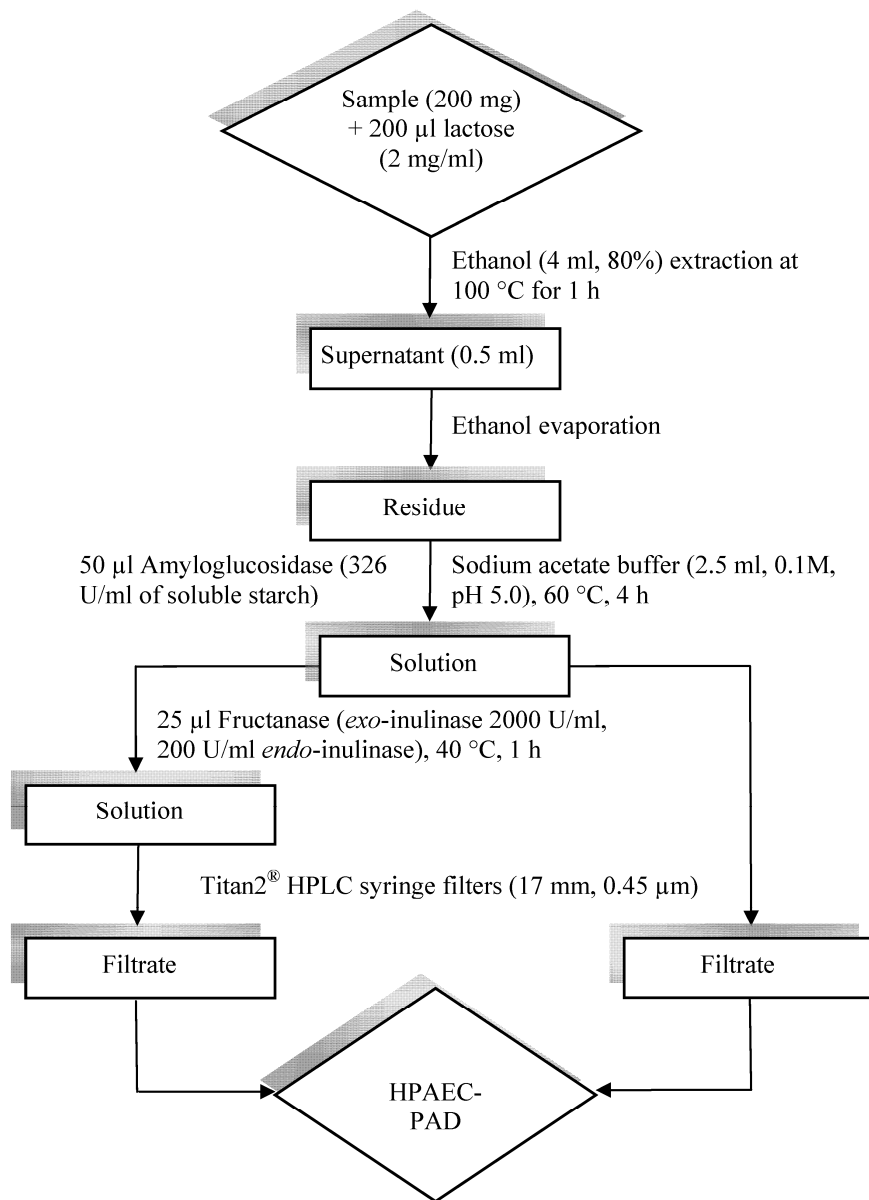 Sample (200 mg)
+ 200 µl lactose
(2 mg/ml)
Ethanol (4 ml, 80%) extraction at
100 °C for 1 h
Supernatant (0.5 ml)
Ethanol evaporation
Residue
50 µl Amyloglucosidase (326
U/ml of soluble starch)
Sodium acetate buffer (2.5 ml, 0.1M,
pH 5.0), 60 °C, 4 h
Solution
25 µl Fructanase (exo-inulinase 2000 U/ml,
200 U/ml endo-inulinase), 40 °C, 1 h
Solution
Titan2® HPLC syringe filters (17 mm, 0.45 µm)
Filtrate
Filtrate
HPAEC-
PAD